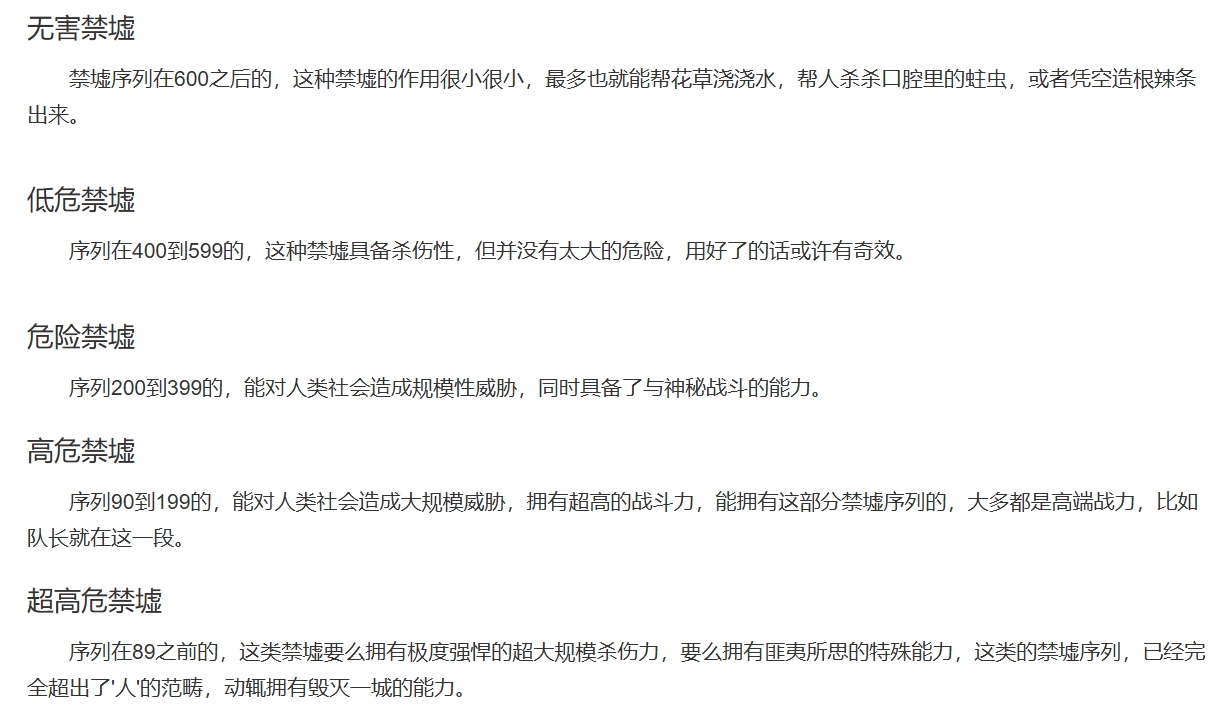 无害禁墟
禁墟序列在600之后的，这种禁墟的作用很小很小，最多也就能帮花草浇浇水，帮人杀杀口腔里的蛀虫，或者凭空造根辣条
出来。
低危禁墟
序列在400到599的，这种禁墟具备杀伤性，但并没有太大的危险，用好了的话或许有奇效。
危险禁墟
序列200到399的，能对人类社会造成规模性威胁，同时具备了与神秘战斗的能力。
高危禁墟
序列90到199的，能对人类社会造成大规模威胁，拥有超高的战斗力，能拥有这部分禁墟序列的，大多都是高端战力，比如
队长就在这一段。
超高危禁墟
序列在89之前的，这类禁墟要么拥有极度强悍的超大规模杀伤力，要么拥有匪夷所思的特殊能力，这类的禁墟序列，已经完
全超出了'人'的范畴，动辄拥有毁灭一城的能力。